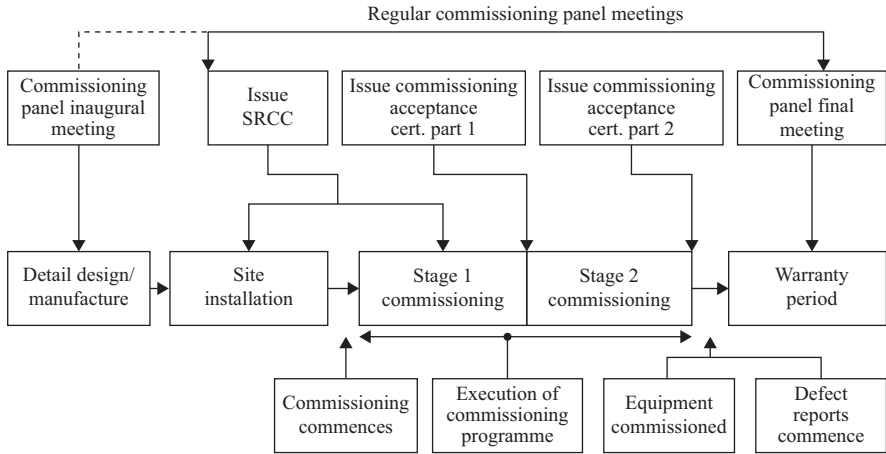 Regular commissioning panel meetings
Commissioning
panel inaugural
meeting
Issue
SRCC
Issue commissioning
acceptance
cert. part 1
Issue commissioning
acceptance
cert. part 2
Commissioning
panel final
meeting
Detail design/
manufacture
Site
installation
Stage 1
commissioning
Stage 2
commissioning
Warranty
period
Commissioning
commences
Execution of
commissioning
programme
Equipment
commissioned
Defect
reports
commence